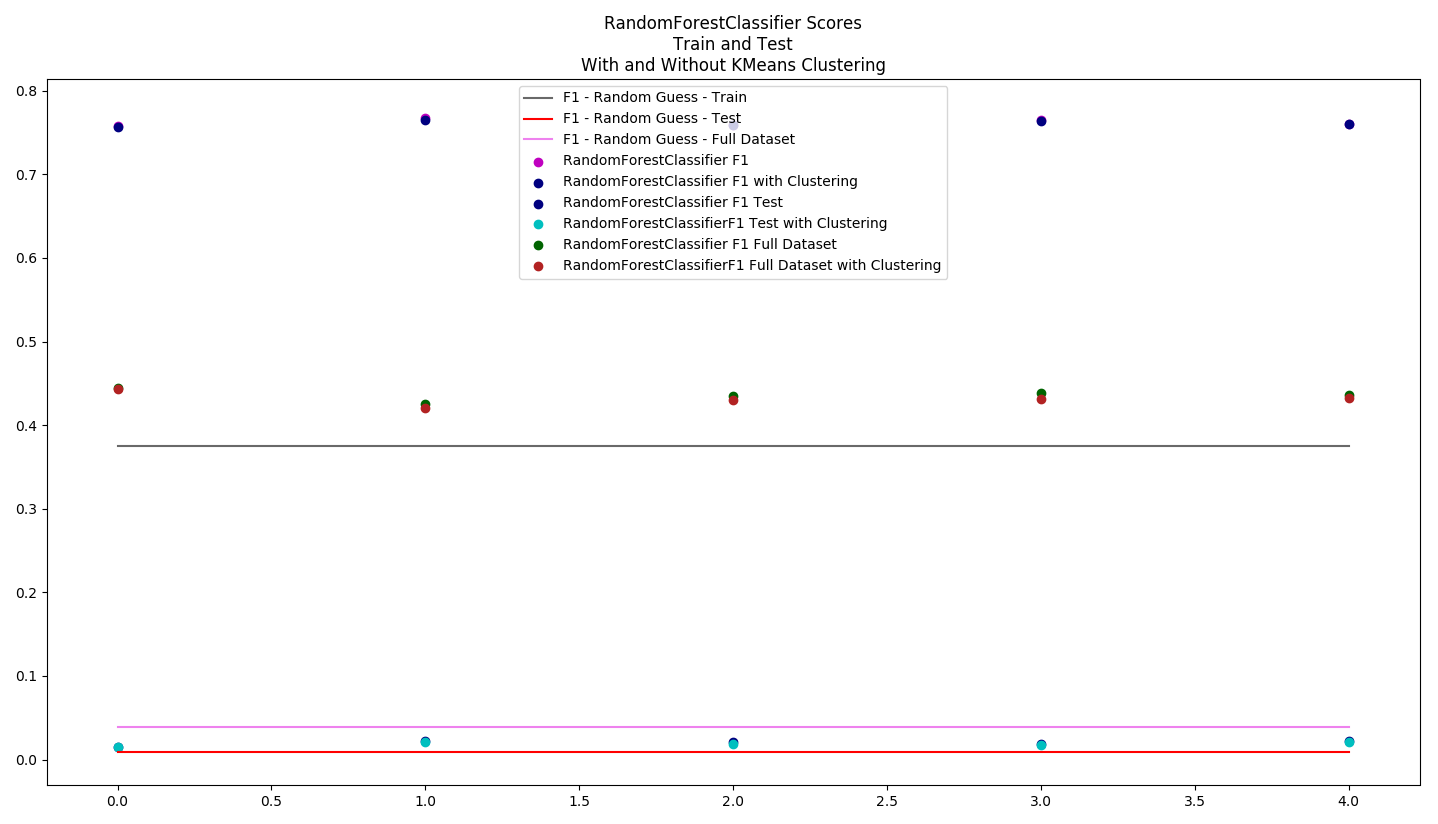 RandomForestClassifier Scores
Train and Test
With and Without KMeans Clustering
F1 - Random Guess - Train
F1 - Random Guess - Test
F1 - Random Guess - Full Dataset
RandomForestClassifier F1
RandomForestClassifier F1 with Clustering
RandomForestClassifier F1 Test
RandomForestClassifierF1 Test with Clustering
RandomForestClassifier F1 Full Dataset
RandomForestClassifierF1 Full Dataset with Clustering
0.8
0.7
0.6
0.5
0.4
0.3
0.2
0.1
0.0
0.0 0.5 1.0 1.5 2.0 2.5 3.0 3.5 4.0